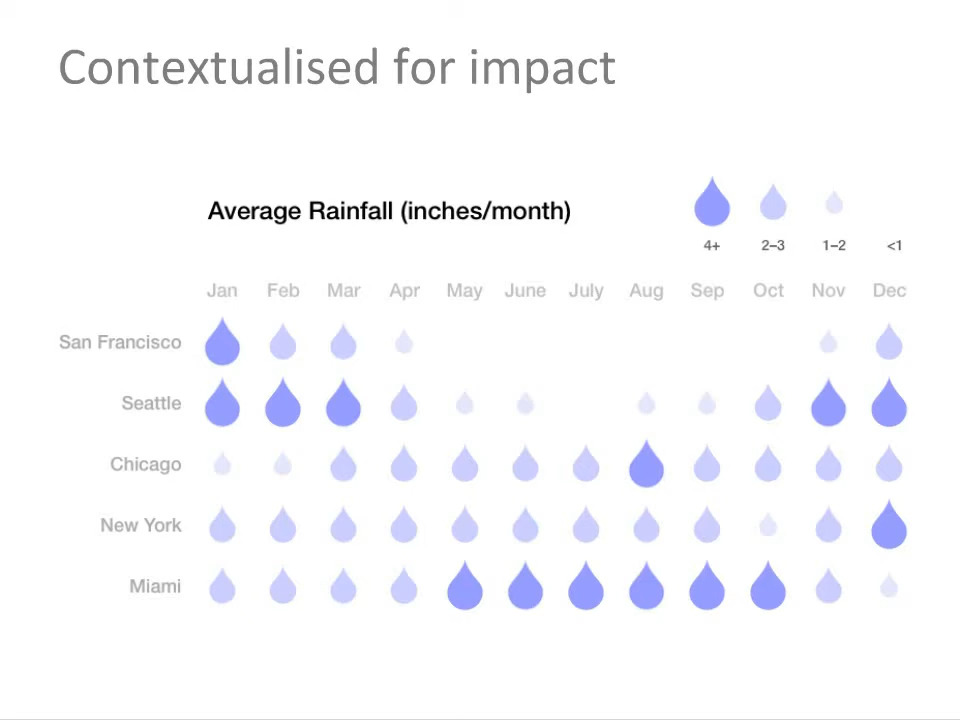 Contextualised for impact
Average Rainfall (inches/month)
4+ 2–3 1–2 <1
Jan Feb Mar Apr May June July Aug Sep Oct Nov Dec
San Francisco
Seattle
Chicago
New York
Miami